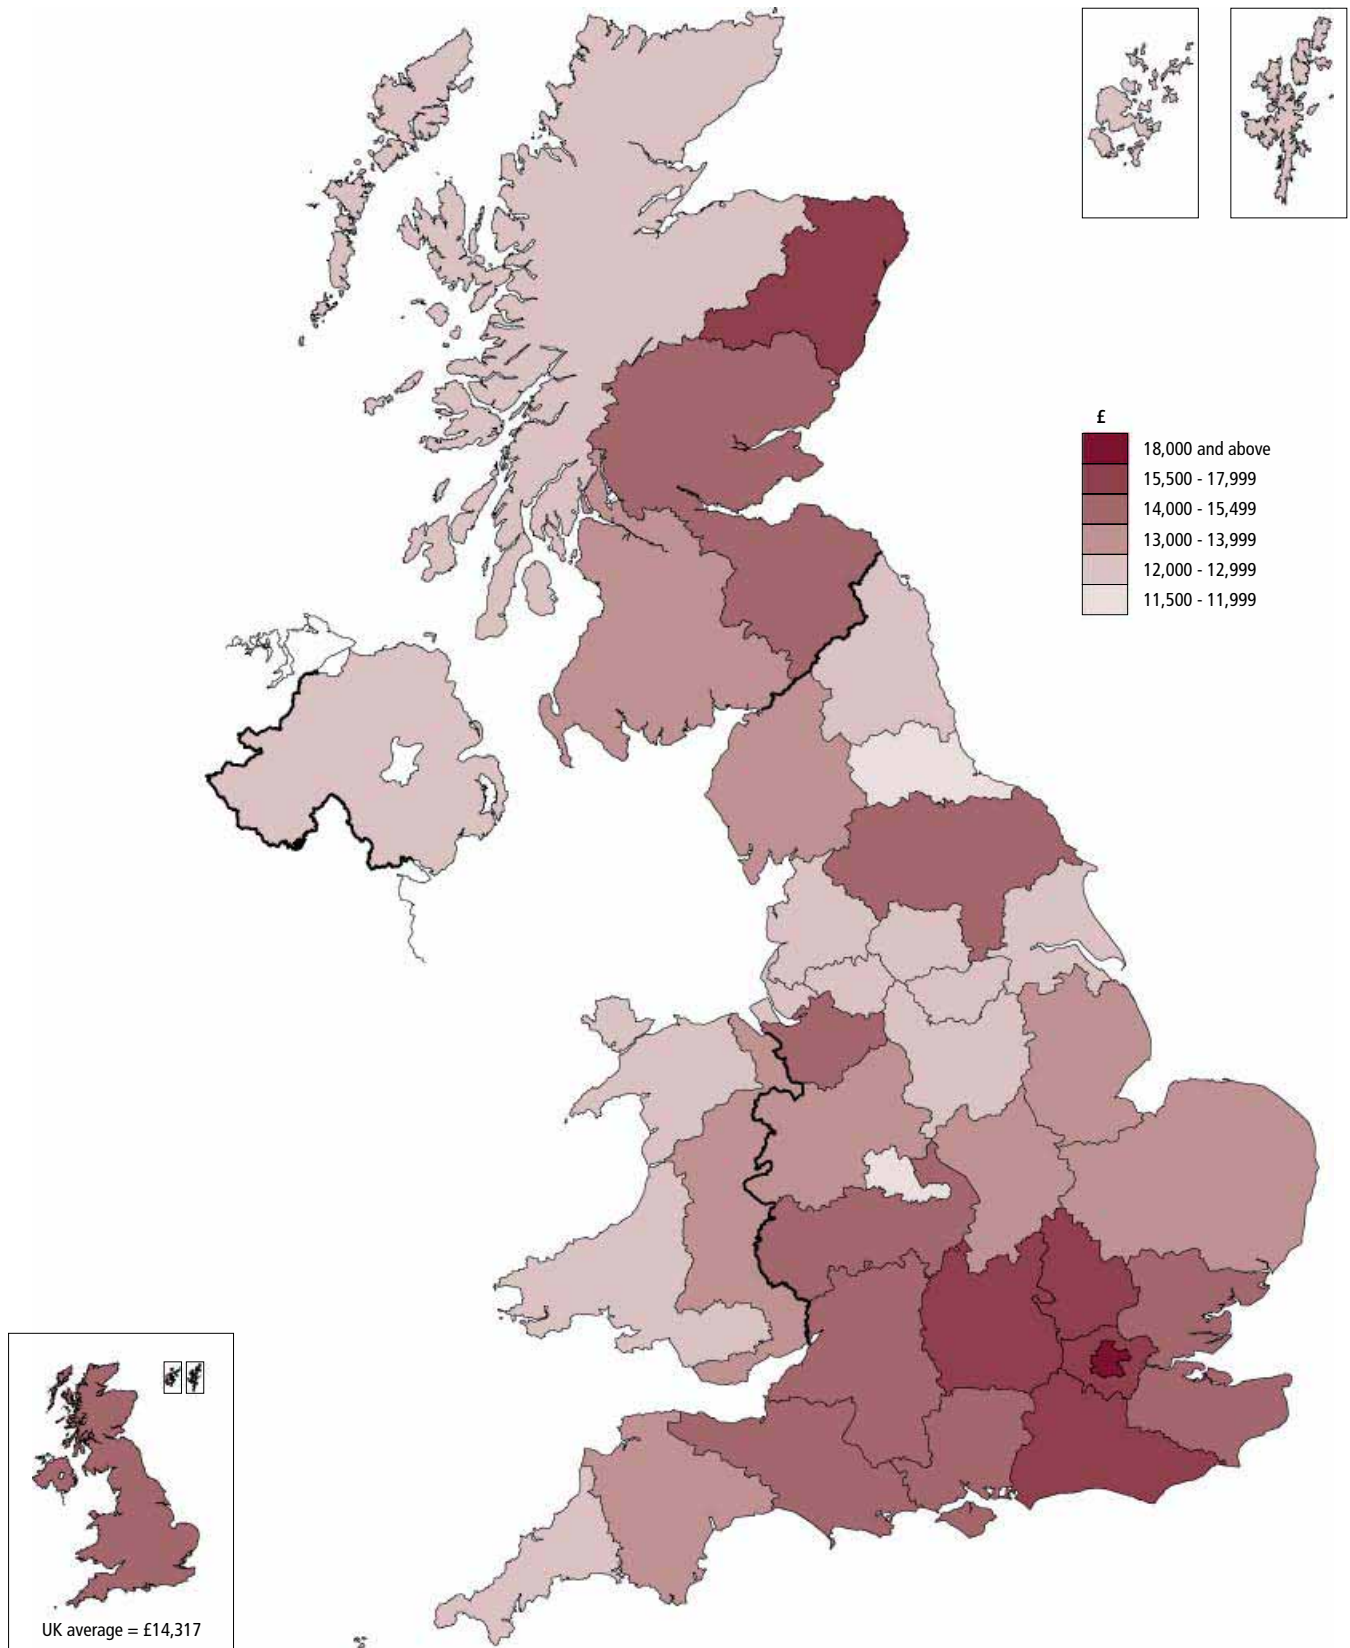 £
18,000 and above
15,500 - 17,999
14,000 - 15,499
13,000 - 13,999
12,000 - 12,999
11,500 - 11,999
UK average = £14,317